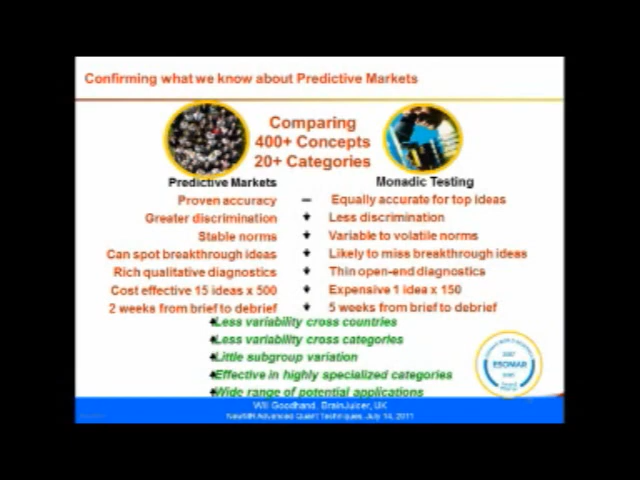 Confirming what we know about Predictive Markets
Comparing
400+ Concepts
20+ Categories
Predictive Markets Monadic Testing
Proven accuracy – Equally accurate for top ideas
Greater discrimination + Less discrimination
Stable norms + Variable to volatile norms
Can spot breakthrough ideas + Likely to miss breakthrough ideas
Rich qualitative diagnostics + Thin open-end diagnostics
Cost effective 15 ideas x 500 + Expensive 1 idea x 150
2 weeks from brief to debrief + 5 weeks from brief to debrief
Less variability cross countries
Less variability cross categories
Little subgroup variation
Effective in highly specialized categories
Wide range of potential applications
ESOMAR
Will Goodhand, BrainJuicer, UK
NewMR Advanced Quant Techniques, July 14, 2011